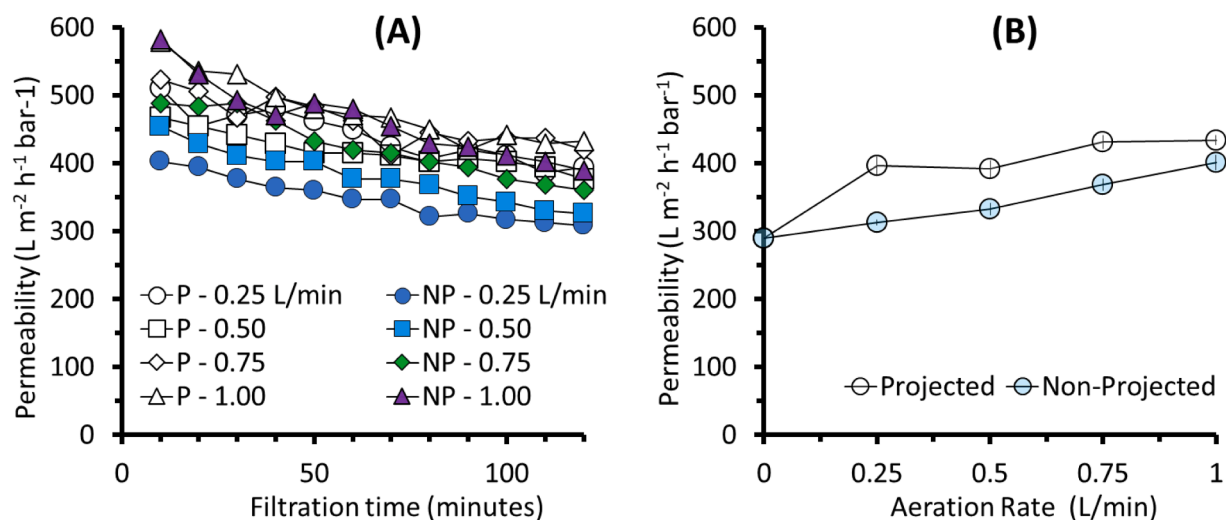 (A)
Permeability (L m⁻² h⁻¹ bar-1)
600
500
400
300
200
100
0
P - 0.25 L/min
NP - 0.25 L/min
P - 0.50
NP - 0.50
P - 0.75
NP - 0.75
P - 1.00
NP - 1.00
0
50
100
Filtration time (minutes)
(B)
Permeability (L m⁻² h⁻¹ bar⁻¹)
600
500
400
300
200
100
0
Projected
Non-Projected
0
0.25
0.5
0.75
1
Aeration Rate (L/min)